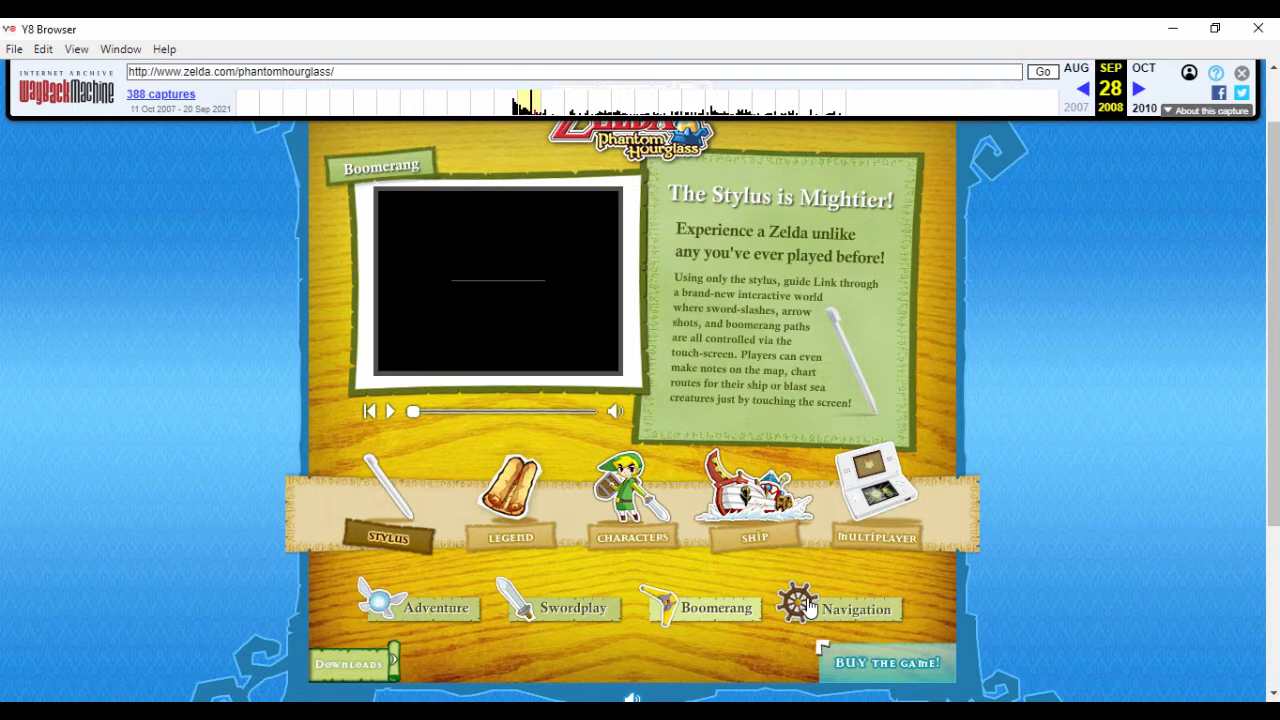 Y8 Browser
File Edit View Window Help
INTERNET ARCHIVE
WayBackMachine
http://www.zelda.com/phantomhourglass/
Go
AUG SEP OCT
388 captures
28
11 Oct 2007 - 20 Sep 2021
2007 2008 2010
About this capture
ZELDA
Phantom
Hourglass
Boomerang
The Stylus is Mightier!
Experience a Zelda unlike
any you've ever played before!
Using only the stylus, guide Link through
a brand-new interactive world
where sword-slashes, arrow
shots, and boomerang paths
are all controlled via the
touch-screen. Players can even
make notes on the map, chart
routes for their ship or blast sea
creatures just by touching the screen!
STYLUS
LEGEND
CHARACTERS
SHIP
MULTIPLAYER
Adventure
Swordplay
Boomerang
Navigation
DOWNLOADS
BUY THE GAME!